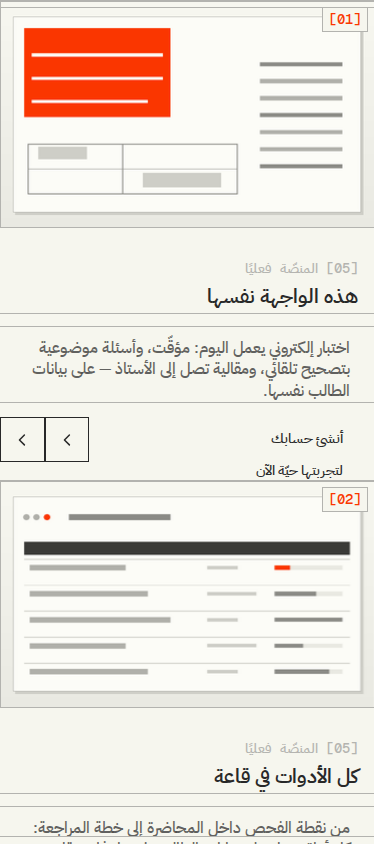 [01]
[05] المنصّة فعليًا
هذه الواجهة نفسها
اختبار إلكتروني يعمل اليوم: مؤقّت، وأسئلة موضوعية
بتصحيح تلقائي، ومقالية تصل إلى الأستاذ — على بيانات
الطالب نفسها.
أنشئ حسابك
لتجربتها حيّة الآن
[02]
[05] المنصّة فعليًا
كل الأدوات في قاعة
من نقطة الفحص داخل المحاضرة إلى خطة المراجعة: